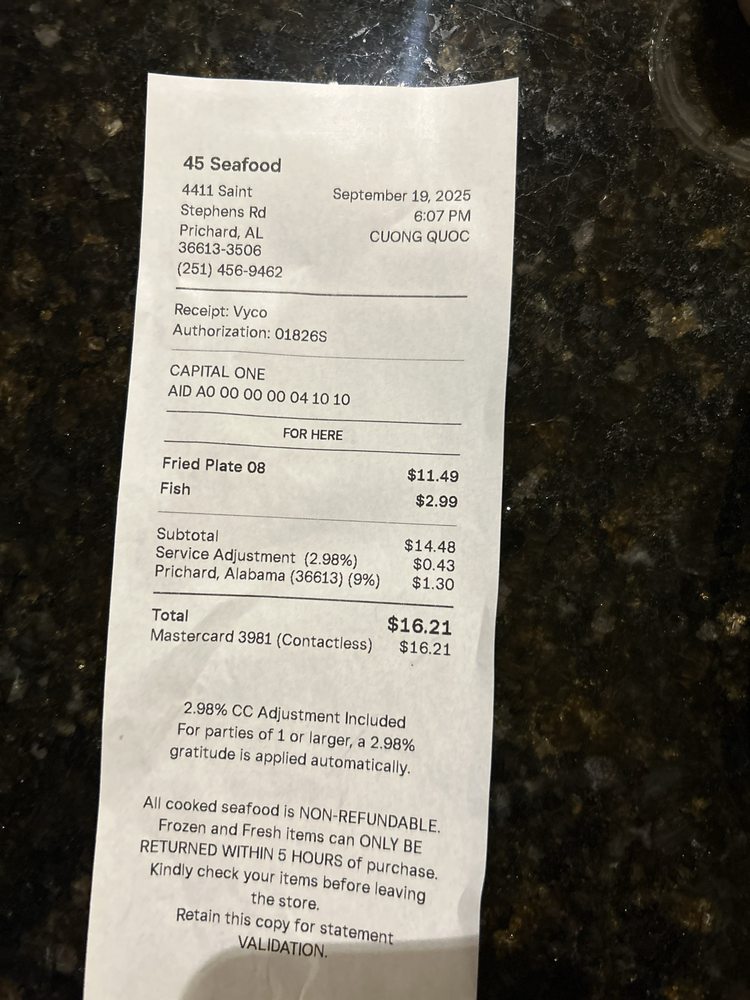 45 Seafood
4411 Saint
Stephens Rd
Prichard, AL
36613-3506
(251) 456-9462
September 19, 2025
6:07 PM
CUONG QUOC
Receipt: Vyco
Authorization: 01826S
CAPITAL ONE
AID A0 00 00 00 04 10 10
FOR HERE
Fried Plate 08 $11.49
Fish $2.99
Subtotal $14.48
Service Adjustment (2.98%) $0.43
Prichard, Alabama (36613) (9%) $1.30
Total $16.21
Mastercard 3981 (Contactless) $16.21
2.98% CC Adjustment Included
For parties of 1 or larger, a 2.98%
gratitude is applied automatically.
All cooked seafood is NON-REFUNDABLE.
Frozen and Fresh items can ONLY BE
RETURNED WITHIN 5 HOURS of purchase.
Kindly check your items before leaving
the store.
Retain this copy for statement
VALIDATION.